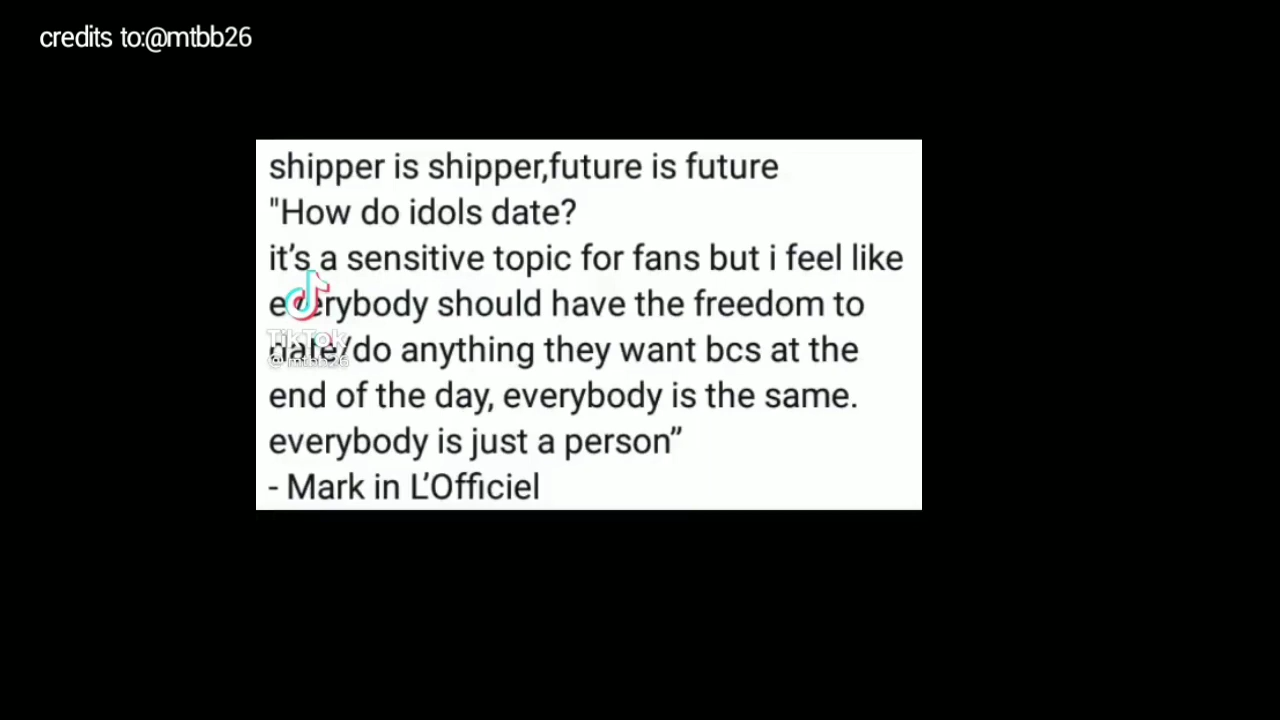 credits to:@mtbb26
shipper is shipper,future is future
"How do idols date?
it’s a sensitive topic for fans but i feel like
everybody should have the freedom to
date/do anything they want bcs at the
end of the day, everybody is the same.
everybody is just a person”
- Mark in L’Officiel
TikTok
@mtbb26